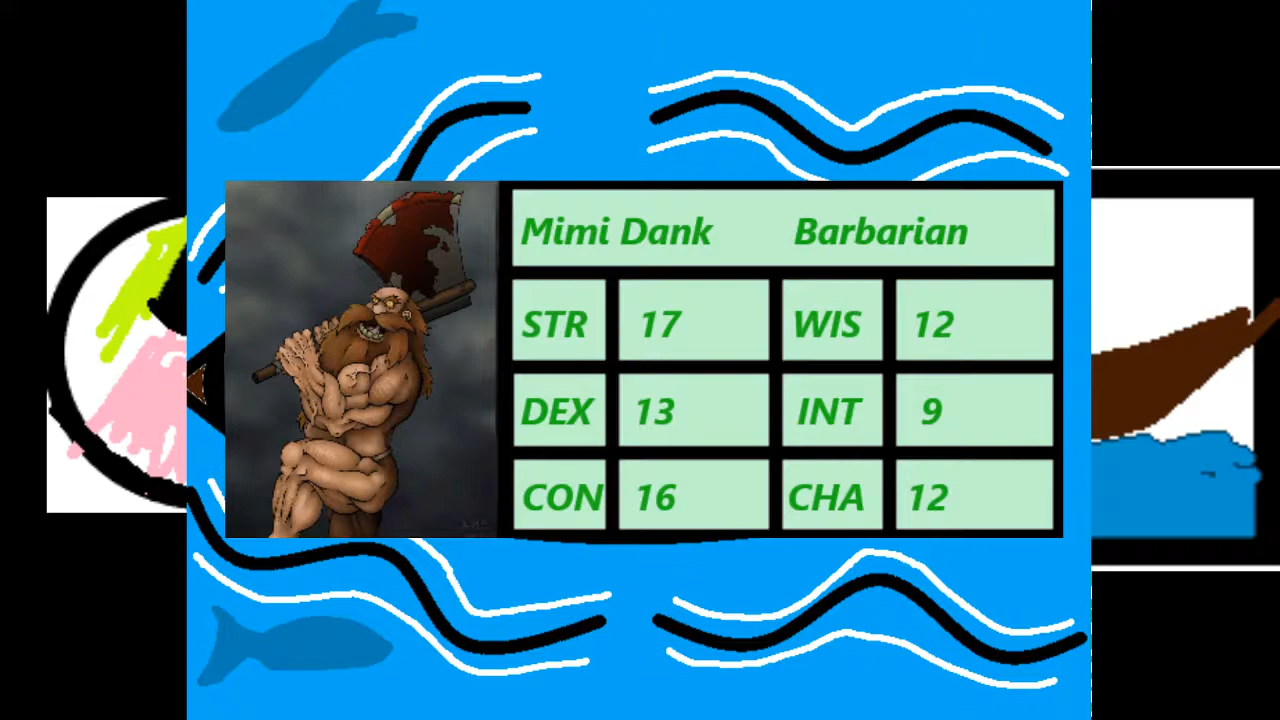 Mimi Dank Barbarian
STR 17 WIS 12
DEX 13 INT 9
CON 16 CHA 12